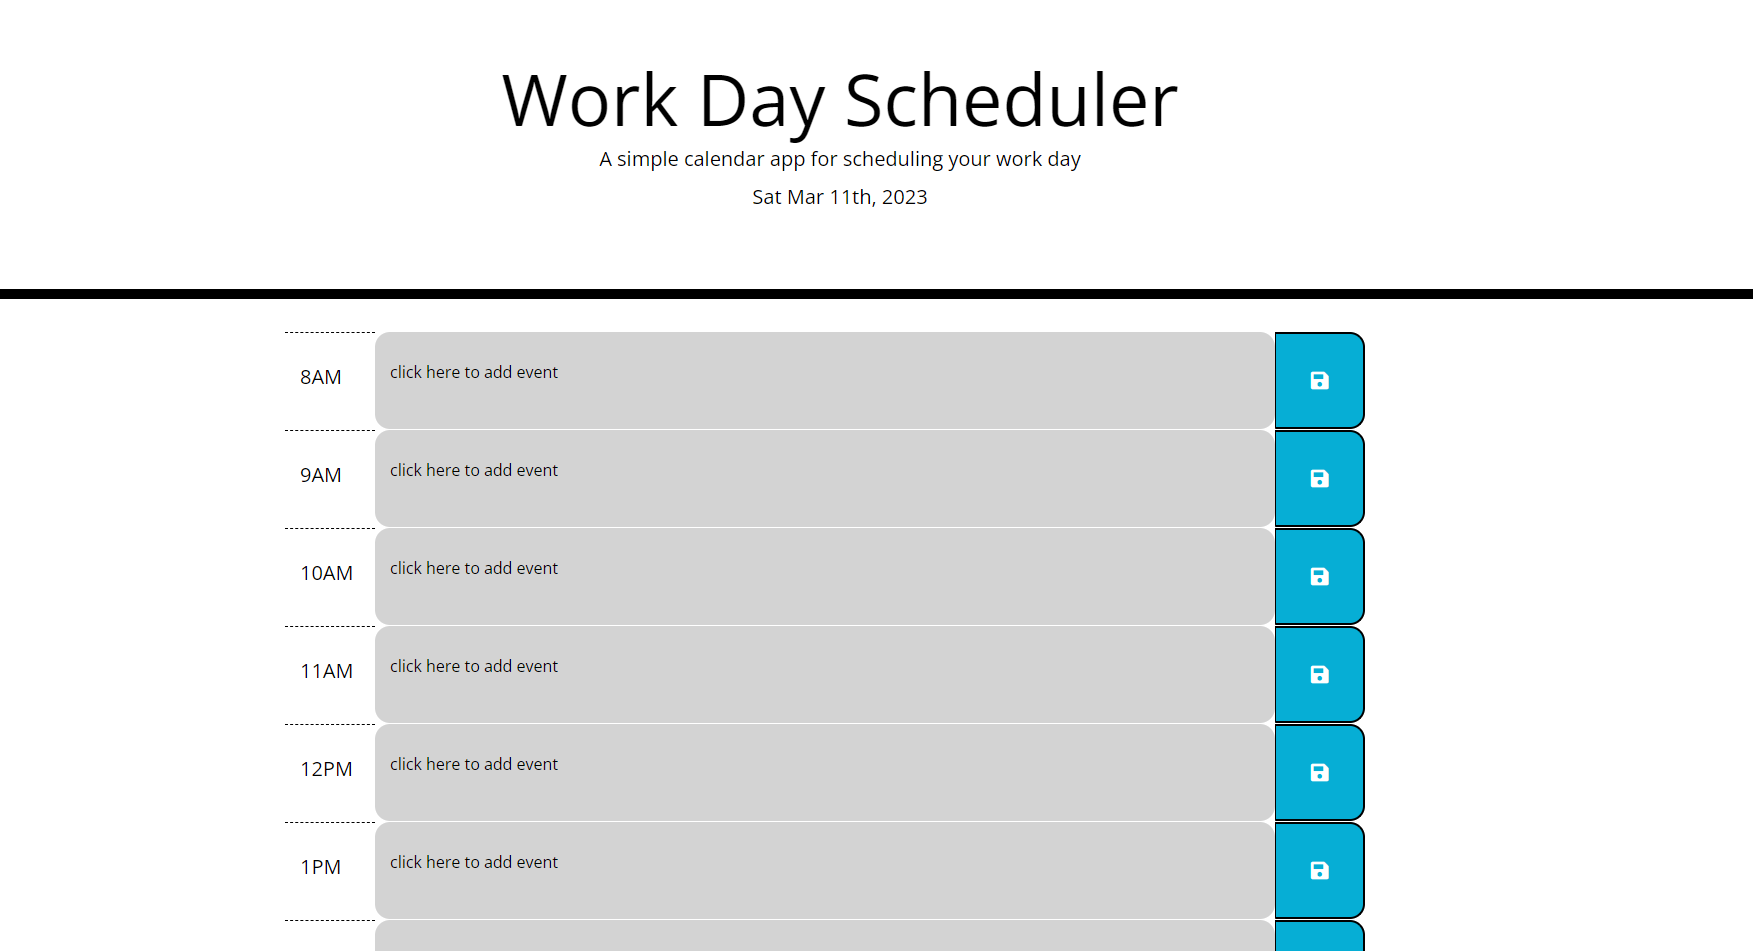 Work Day Scheduler
A simple calendar app for scheduling your work day
Sat Mar 11th, 2023
8AM
click here to add event
9AM
click here to add event
10AM
click here to add event
11AM
click here to add event
12PM
click here to add event
1PM
click here to add event